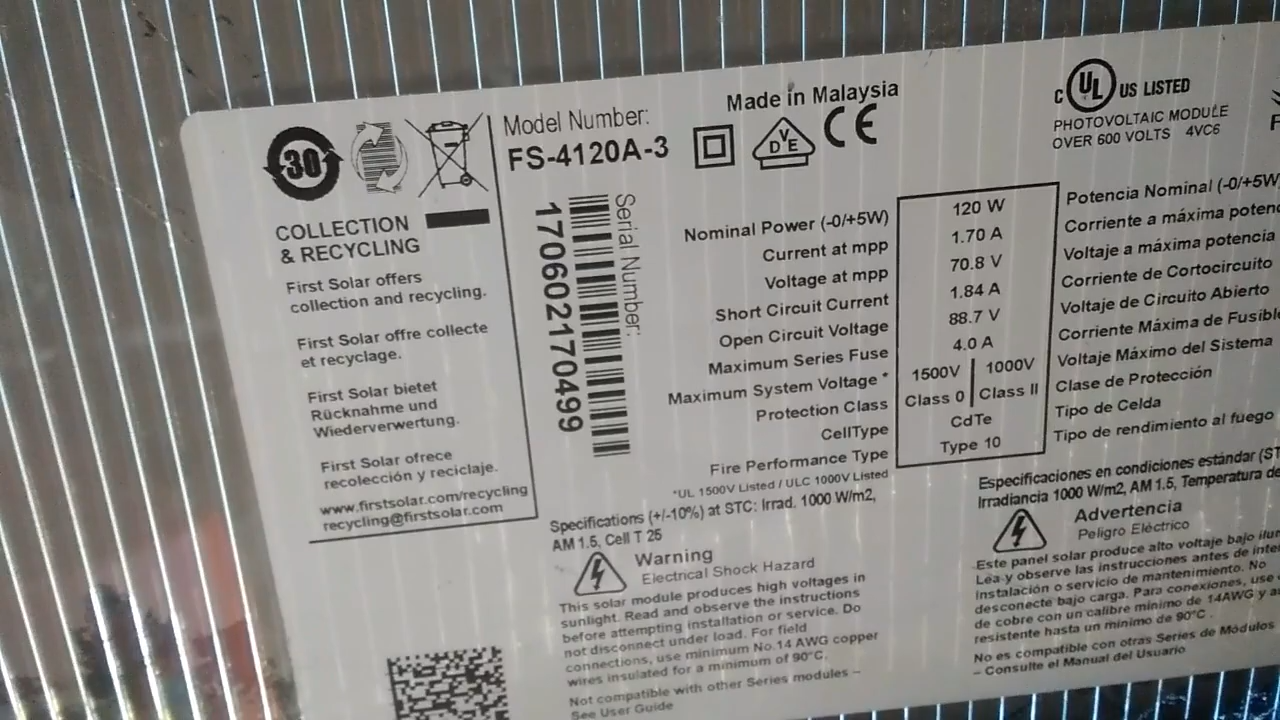 30
COLLECTION
& RECYCLING
First Solar offers
collection and recycling.
First Solar offre collecte
et recyclage.
First Solar bietet
Rücknahme und
Wiederverwertung.
First Solar ofrece
recolección y reciclaje.
www.firstsolar.com/recycling
recycling@firstsolar.com
Model Number:
FS-4120A-3
Made in Malaysia
DVE
CE
Serial Number:
170602170499
C UL US LISTED
PHOTOVOLTAIC MODULE
OVER 600 VOLTS 4VC6
Nominal Power (-0/+5W) 120 W Potencia Nominal (-0/+5W
Current at mpp 1.70 A Corriente a máxima
Voltage at mpp 70.8 V Voltaje a máxima potencia
Short Circuit Current 1.84 A Corriente de Cortocircuito
Open Circuit Voltage 88.7 V Voltaje de Circuito Abierto
Maximum Series Fuse 4.0 A Corriente Máxima de
Maximum System Voltage * 1500V 1000V Voltaje Máximo del Sistema
Protection Class Class 0 Class II Clase de Protección
CellType CdTe Tipo de Celda
Fire Performance Type Type 10 Tipo de rendimiento al fuego
*UL 1500V Listed / ULC 1000V Listed
Specifications (+/-10%) at STC: Irrad. 1000 W/m2,
AM 1.5, Cell T 25
Warning
Electrical Shock Hazard
This solar module produces high voltages in
sunlight. Read and observe the instructions
before attempting installation or service. Do
not disconnect under load. For field
connections, use minimum No.14 AWG copper
wires insulated for a minimum of 90°C.
Not compatible with other Series modules –
See User Guide
Especificaciones en condiciones estándar (ST
Irradiancia 1000 W/m2, AM 1.5, Temperatura de
Advertencia
Peligro Eléctrico
Este panel solar produce alto voltaje bajo
Lea y observe las instrucciones antes de
instalación o servicio de mantenimiento. No
desconecte bajo carga. Para conexiones, use
de cobre con un calibre mínimo de 14AWG y
resistente hasta un mínimo de 90°C.
No es compatible con otras Series de Módulos
– Consulte el Manual del Usuario